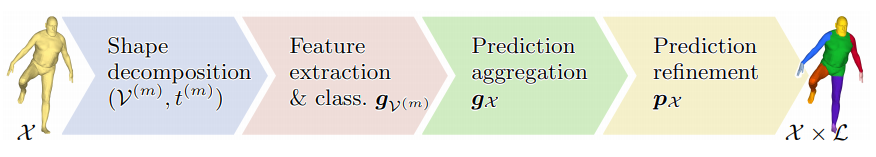 Shape
decomposition
(𝒱^(m), t^(m))
Feature
extraction
& class. g_𝒱^(m)
Prediction
aggregation
g_𝒳
Prediction
refinement
p_𝒳
𝒳
𝒳 × ℒ